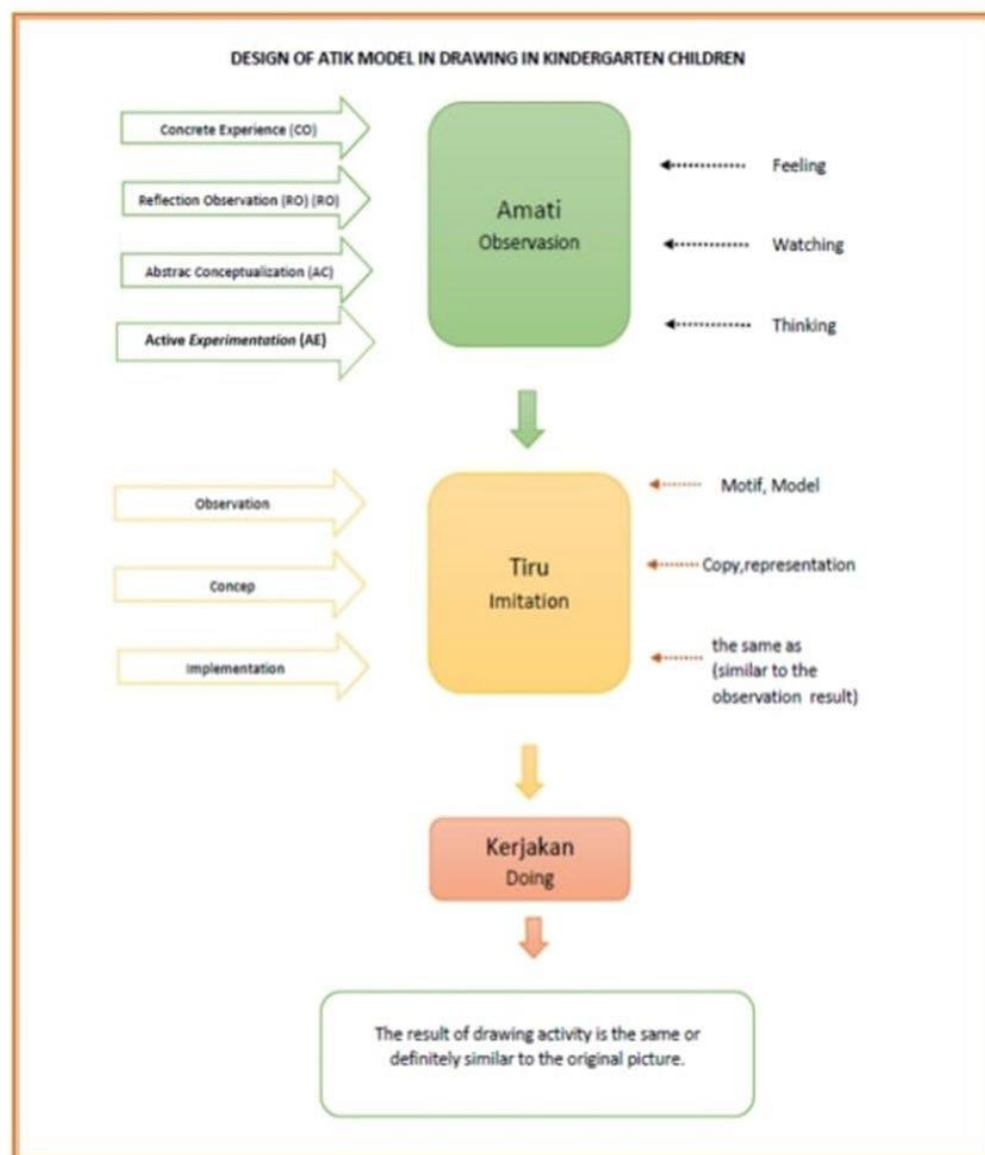 DESIGN OF ATIK MODEL IN DRAWING IN KINDERGARTEN CHILDREN
Concrete Experience (CO)
Reflection Observation (RO) (RO)
Abstrac Conceptualization (AC)
Active Experimentation (AE)
Amati
Observasion
Feeling
Watching
Thinking
Observation
Concep
Implementation
Tiru
Imitation
Motif, Model
Copy,representation
the same as
(similar to the
observation result)
Kerjakan
Doing
The result of drawing activity is the same or
definitely similar to the original picture.